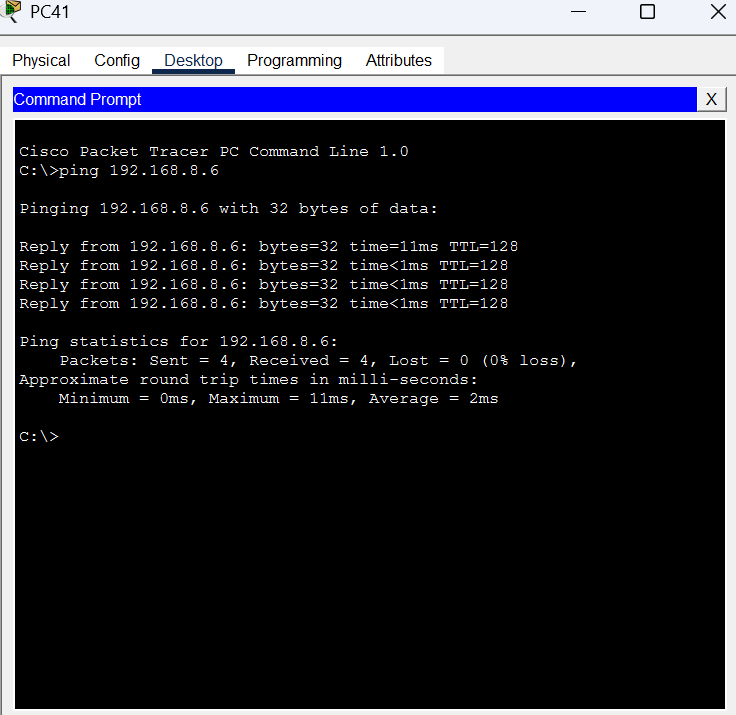 PC41
Physical Config Desktop Programming Attributes
Command Prompt X
Cisco Packet Tracer PC Command Line 1.0
C:\>ping 192.168.8.6
Pinging 192.168.8.6 with 32 bytes of data:
Reply from 192.168.8.6: bytes=32 time=11ms TTL=128
Reply from 192.168.8.6: bytes=32 time<1ms TTL=128
Reply from 192.168.8.6: bytes=32 time<1ms TTL=128
Reply from 192.168.8.6: bytes=32 time<1ms TTL=128
Ping statistics for 192.168.8.6:
    Packets: Sent = 4, Received = 4, Lost = 0 (0% loss),
Approximate round trip times in milli-seconds:
    Minimum = 0ms, Maximum = 11ms, Average = 2ms
C:\>